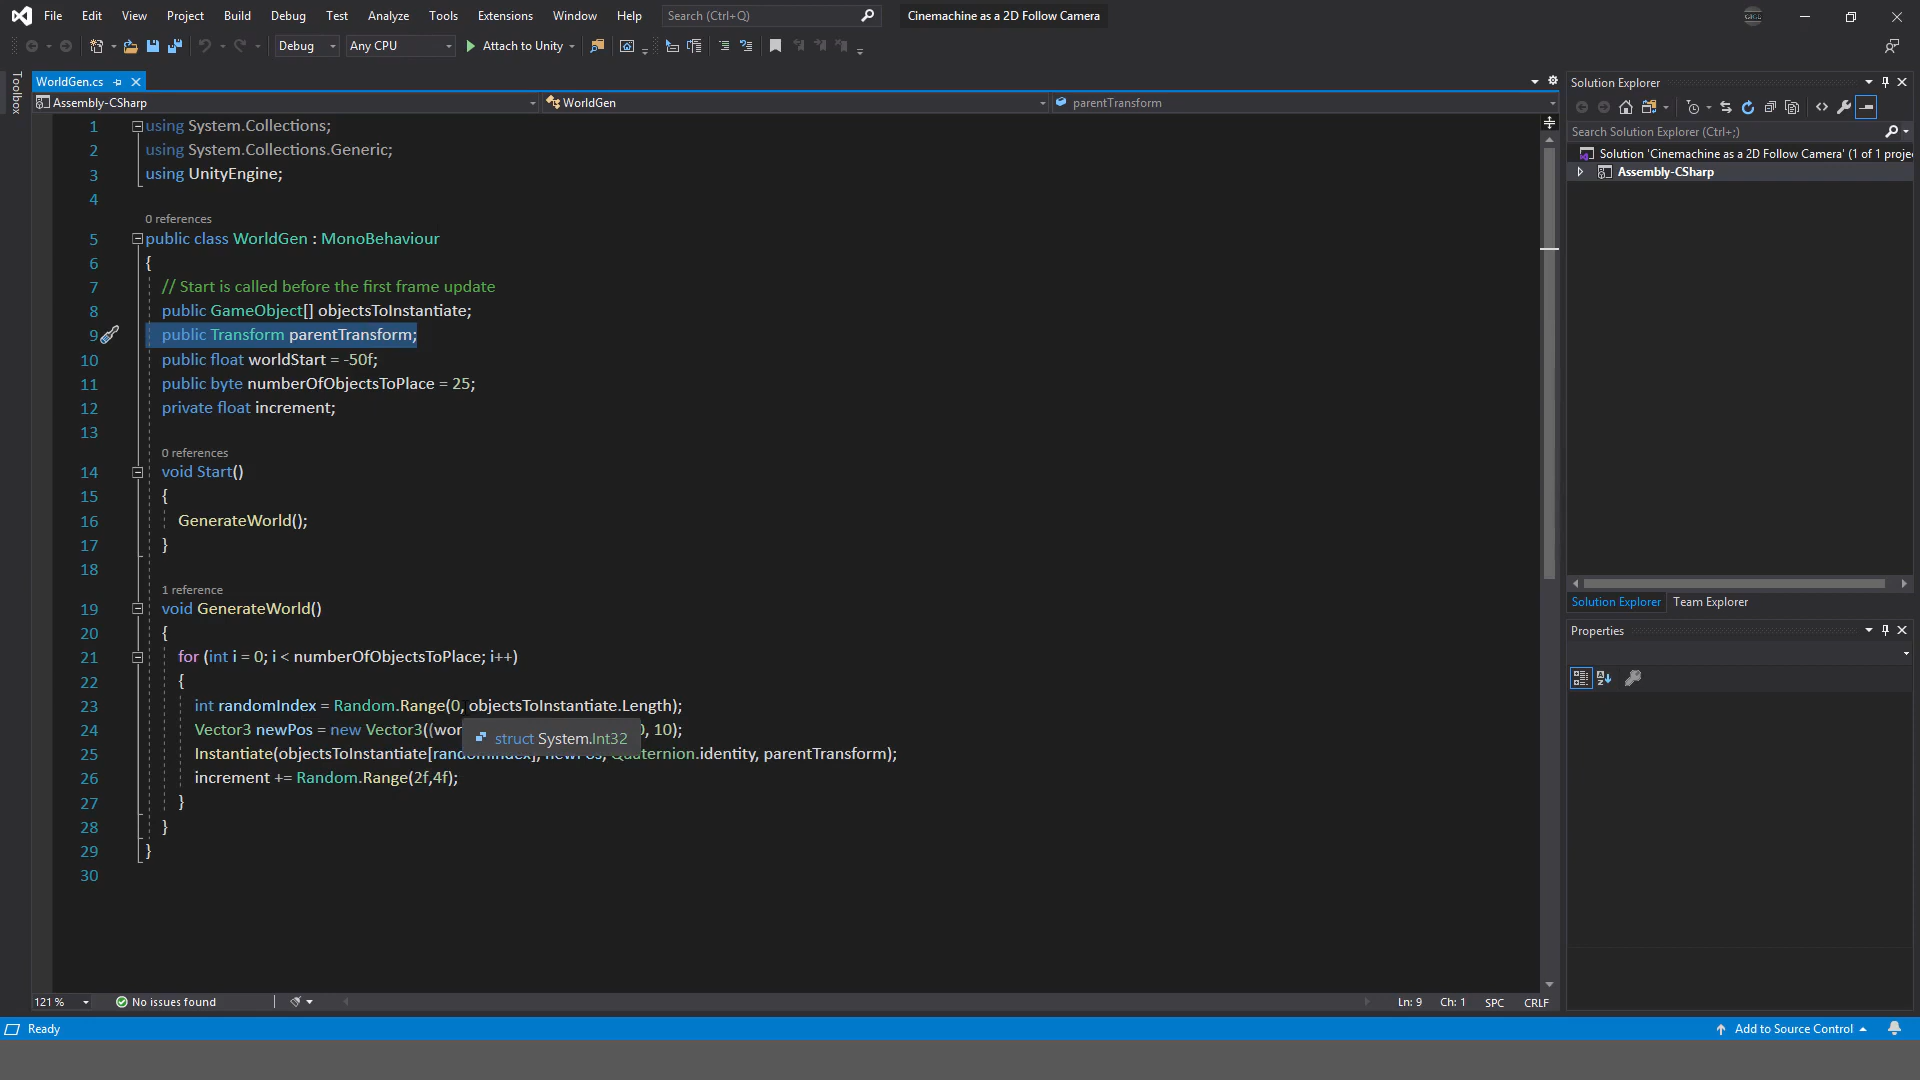 File Edit View Project Build Debug Test Analyze Tools Extensions Window Help Search (Ctrl+Q) Cinemachine as a 2D Follow Camera
Debug Any CPU Attach to Unity
Toolbox
WorldGen.cs
Assembly-CSharp WorldGen parentTransform
1 using System.Collections;
2 using System.Collections.Generic;
3 using UnityEngine;
4
0 references
5 public class WorldGen : MonoBehaviour
6 {
7 // Start is called before the first frame update
8 public GameObject[] objectsToInstantiate;
9 public Transform parentTransform;
10 public float worldStart = -50f;
11 public byte numberOfObjectsToPlace = 25;
12 private float increment;
13
0 references
14 void Start()
15 {
16 GenerateWorld();
17 }
18
1 reference
19 void GenerateWorld()
20 {
21 for (int i = 0; i < numberOfObjectsToPlace; i++)
22 {
23 int randomIndex = Random.Range(0, objectsToInstantiate.Length);
24 Vector3 newPos = new Vector3((wor , 10);
struct System.Int32
25 Instantiate(objectsToInstantiate[randomIndex], newPos, Quaternion.identity, parentTransform);
26 increment += Random.Range(2f,4f);
27 }
28 }
29 }
30
121 % No issues found Ln: 9 Ch: 1 SPC CRLF
Solution Explorer
Search Solution Explorer (Ctrl+;)
Solution 'Cinemachine as a 2D Follow Camera' (1 of 1 proje
Assembly-CSharp
Solution Explorer Team Explorer
Properties
Ready Add to Source Control